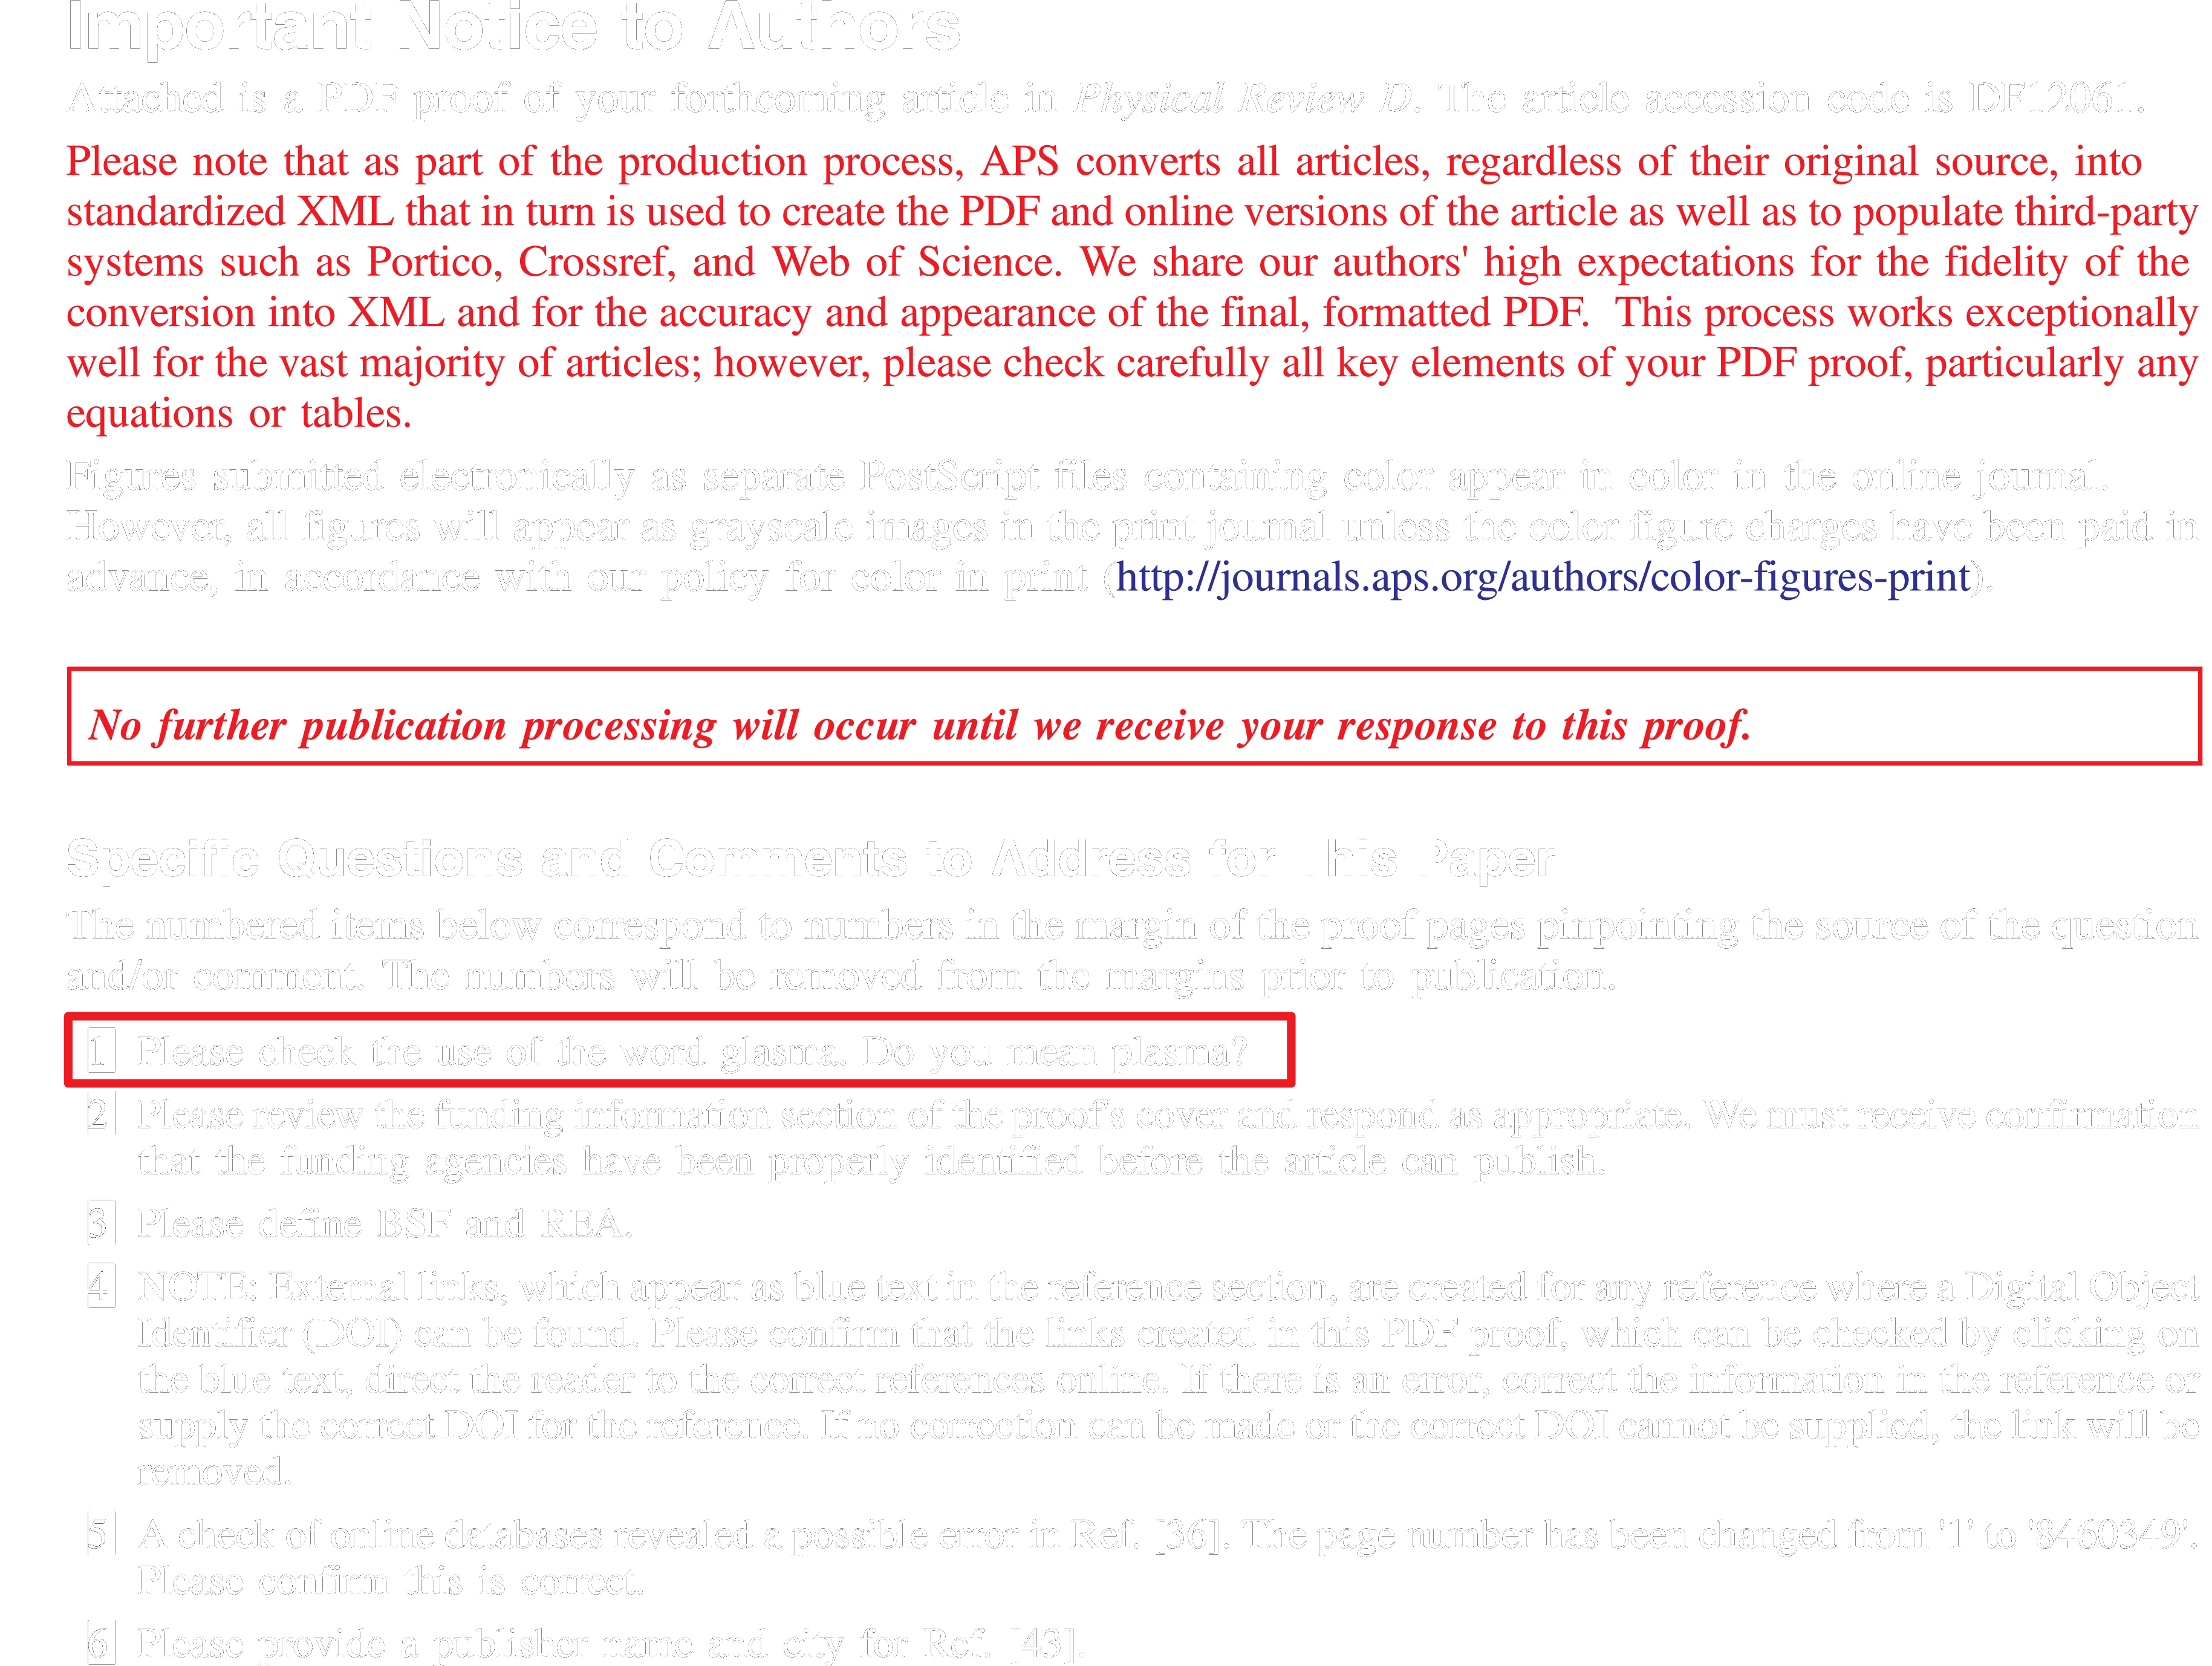 Important Notice to Authors
Attached is a PDF proof of your forthcoming article in Physical Review D. The article accession code is DF12061.
Please note that as part of the production process, APS converts all articles, regardless of their original source, into
standardized XML that in turn is used to create the PDF and online versions of the article as well as to populate third-party
systems such as Portico, Crossref, and Web of Science. We share our authors' high expectations for the fidelity of the
conversion into XML and for the accuracy and appearance of the final, formatted PDF. This process works exceptionally
well for the vast majority of articles; however, please check carefully all key elements of your PDF proof, particularly any
equations or tables.
Figures submitted electronically as separate PostScript files containing color appear in color in the online journal.
However, all figures will appear as grayscale images in the print journal unless the color figure charges have been paid in
advance, in accordance with our policy for color in print (http://journals.aps.org/authors/color-figures-print).
No further publication processing will occur until we receive your response to this proof.
Specific Questions and Comments to Address for This Paper
The numbered items below correspond to numbers in the margin of the proof pages pinpointing the source of the question
and/or comment. The numbers will be removed from the margins prior to publication.
1 Please check the use of the word glasma. Do you mean plasma?
2 Please review the funding information section of the proof's cover and respond as appropriate. We must receive confirmation
that the funding agencies have been properly identified before the article can publish.
3 Please define BSF and REA.
4 NOTE: External links, which appear as blue text in the reference section, are created for any reference where a Digital Object
Identifier (DOI) can be found. Please confirm that the links created in this PDF proof, which can be checked by clicking on
the blue text, direct the reader to the correct references online. If there is an error, correct the information in the reference or
supply the correct DOI for the reference. If no correction can be made or the correct DOI cannot be supplied, the link will be
removed.
5 A check of online databases revealed a possible error in Ref. [36]. The page number has been changed from '1' to '8460349'.
Please confirm this is correct.
6 Please provide a publisher name and city for Ref. [43].